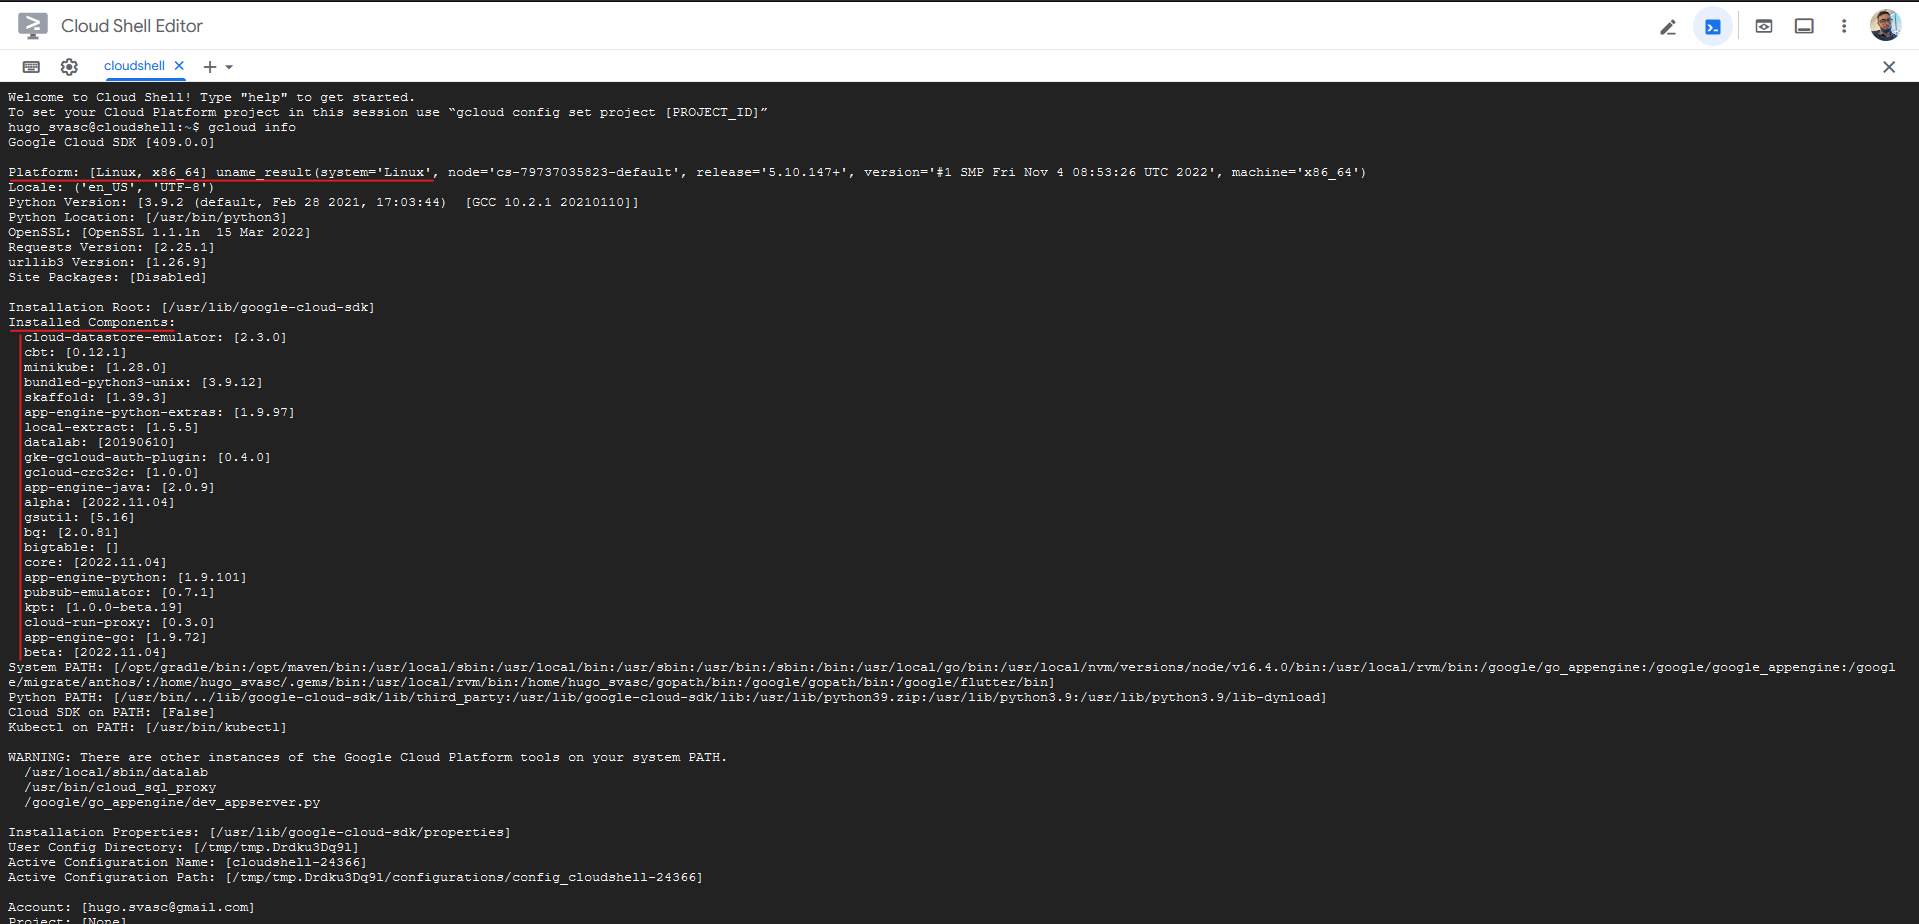 Cloud Shell Editor
cloudshell
Welcome to Cloud Shell! Type "help" to get started.
To set your Cloud Platform project in this session use “gcloud config set project [PROJECT_ID]”
hugo_svasc@cloudshell:~$ gcloud info
Google Cloud SDK [409.0.0]
Platform: [Linux, x86_64] uname_result(system='Linux', node='cs-79737035823-default', release='5.10.147+', version='#1 SMP Fri Nov 4 08:53:26 UTC 2022', machine='x86_64')
Locale: ('en_US', 'UTF-8')
Python Version: [3.9.2 (default, Feb 28 2021, 17:03:44)  [GCC 10.2.1 20210110]]
Python Location: [/usr/bin/python3]
OpenSSL: [OpenSSL 1.1.1n  15 Mar 2022]
Requests Version: [2.25.1]
urllib3 Version: [1.26.9]
Site Packages: [Disabled]
Installation Root: [/usr/lib/google-cloud-sdk]
Installed Components:
cloud-datastore-emulator: [2.3.0]
cbt: [0.12.1]
minikube: [1.28.0]
bundled-python3-unix: [3.9.12]
skaffold: [1.39.3]
app-engine-python-extras: [1.9.97]
local-extract: [1.5.5]
datalab: [20190610]
gke-gcloud-auth-plugin: [0.4.0]
gcloud-crc32c: [1.0.0]
app-engine-java: [2.0.9]
alpha: [2022.11.04]
gsutil: [5.16]
bq: [2.0.81]
bigtable: []
core: [2022.11.04]
app-engine-python: [1.9.101]
pubsub-emulator: [0.7.1]
kpt: [1.0.0-beta.19]
cloud-run-proxy: [0.3.0]
app-engine-go: [1.9.72]
beta: [2022.11.04]
System PATH: [/opt/gradle/bin:/opt/maven/bin:/usr/local/sbin:/usr/local/bin:/usr/sbin:/usr/bin:/sbin:/bin:/usr/local/go/bin:/usr/local/nvm/versions/node/v16.4.0/bin:/usr/local/rvm/bin:/google/go_appengine:/google/google_appengine:/googl
e/migrate/anthos/:/home/hugo_svasc/.gems/bin:/usr/local/rvm/bin:/home/hugo_svasc/gopath/bin:/google/gopath/bin:/google/flutter/bin]
Python PATH: [/usr/bin/../lib/google-cloud-sdk/lib/third_party:/usr/lib/google-cloud-sdk/lib:/usr/lib/python39.zip:/usr/lib/python3.9:/usr/lib/python3.9/lib-dynload]
Cloud SDK on PATH: [False]
Kubectl on PATH: [/usr/bin/kubectl]
WARNING: There are other instances of the Google Cloud Platform tools on your system PATH.
/usr/local/sbin/datalab
/usr/bin/cloud_sql_proxy
/google/go_appengine/dev_appserver.py
Installation Properties: [/usr/lib/google-cloud-sdk/properties]
User Config Directory: [/tmp/tmp.Drdku3Dq9l]
Active Configuration Name: [cloudshell-24366]
Active Configuration Path: [/tmp/tmp.Drdku3Dq9l/configurations/config_cloudshell-24366]
Account: [hugo.svasc@gmail.com]
Project: [None]